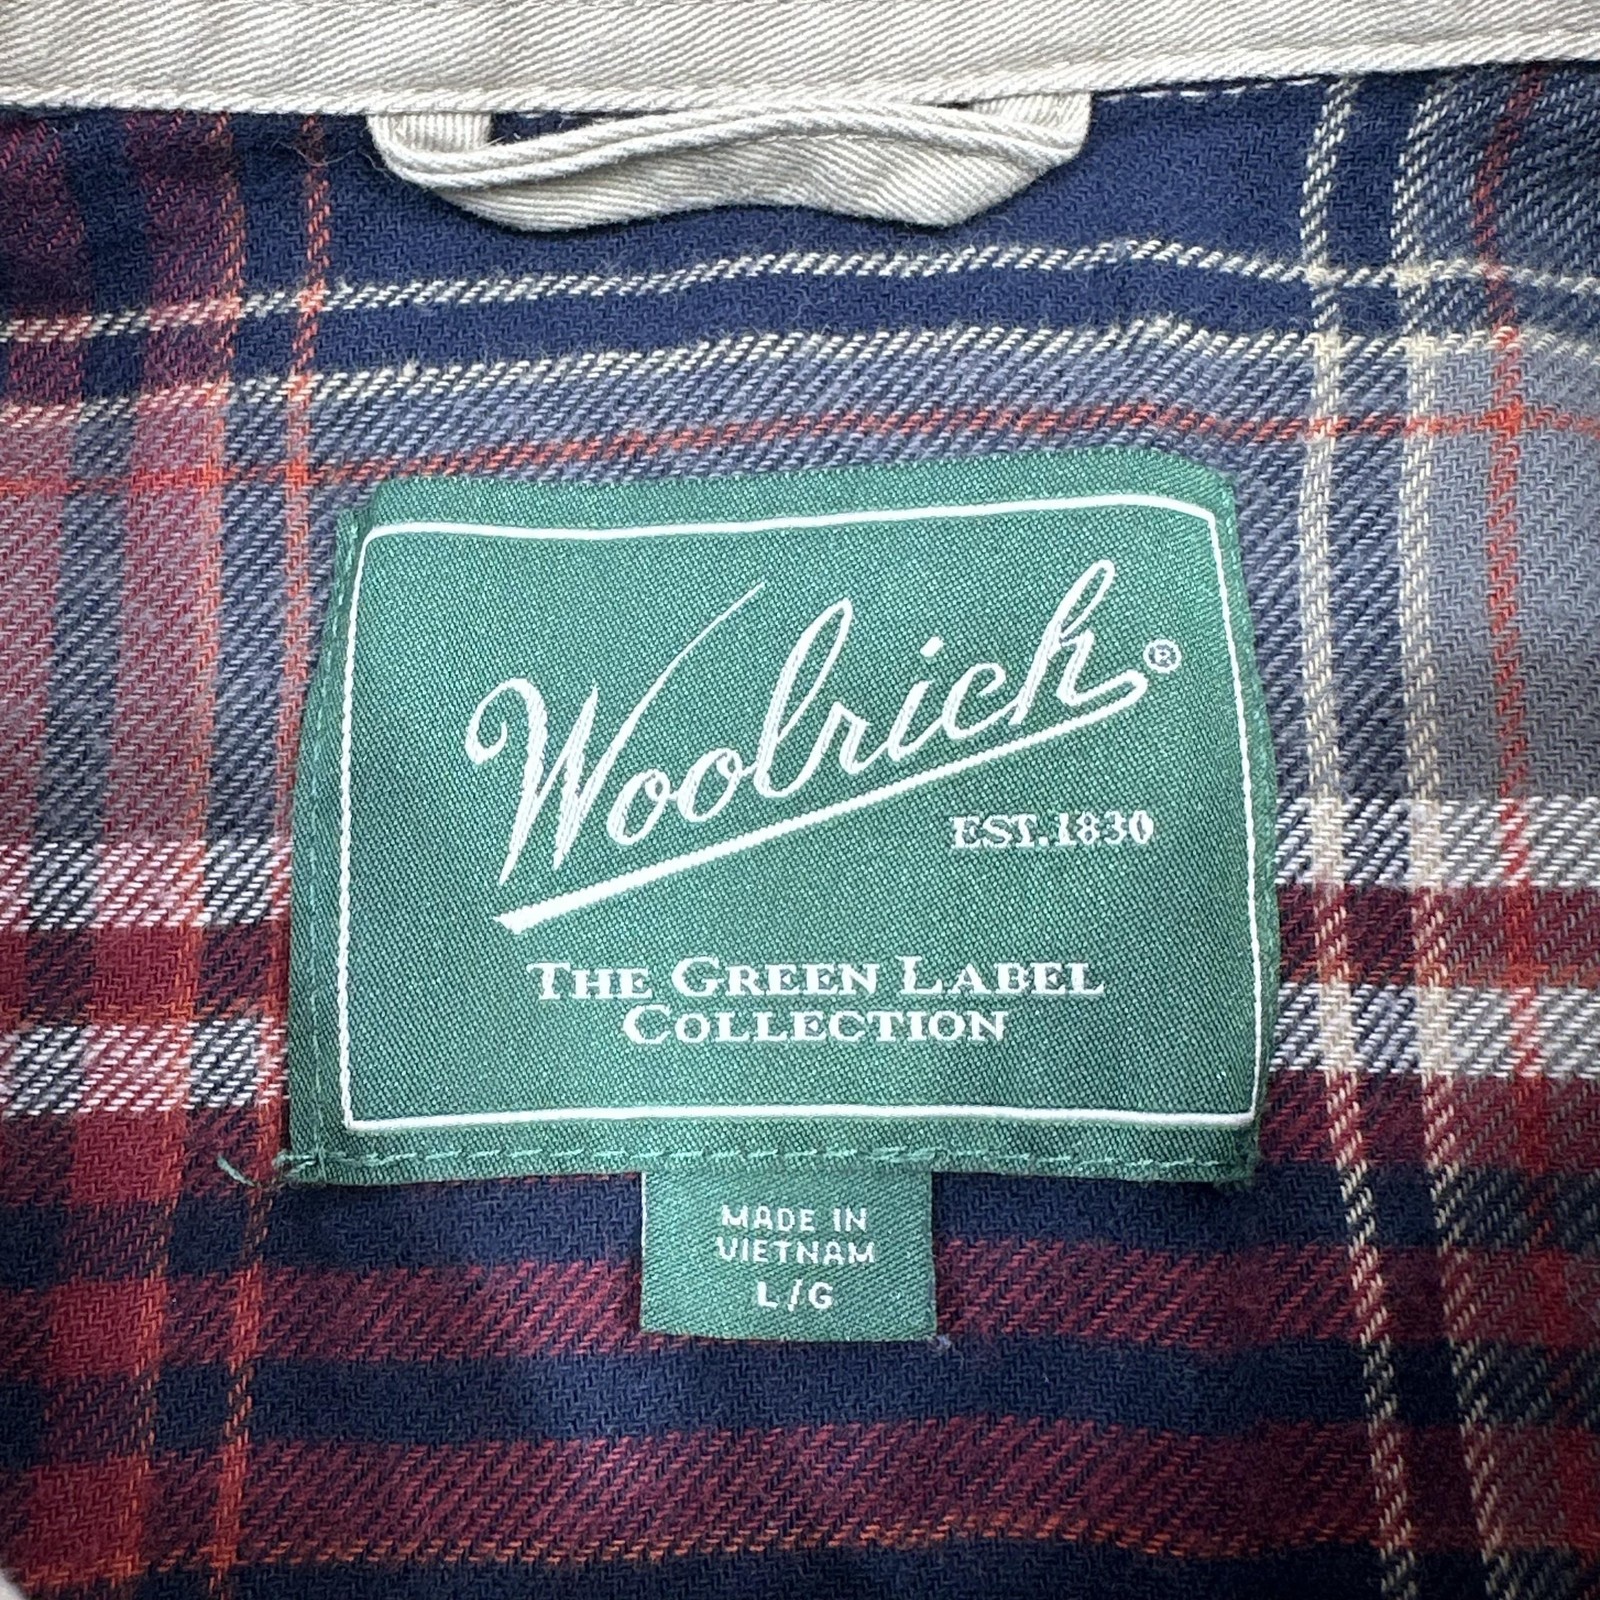 Woolrich®
EST. 1830
THE GREEN LABEL
COLLECTION
MADE IN
VIETNAM
L/G